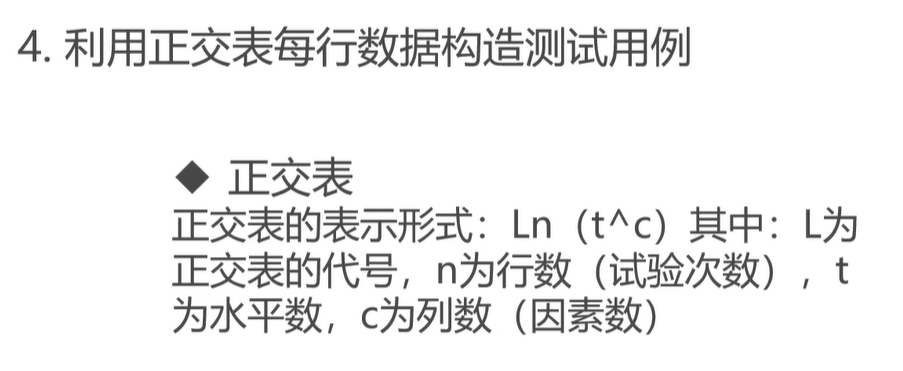 4. 利用正交表每行数据构造测试用例
◆ 正交表
正交表的表示形式：Ln（t^c）其中：L为
正交表的代号，n为行数（试验次数），t
为水平数，c为列数（因素数）